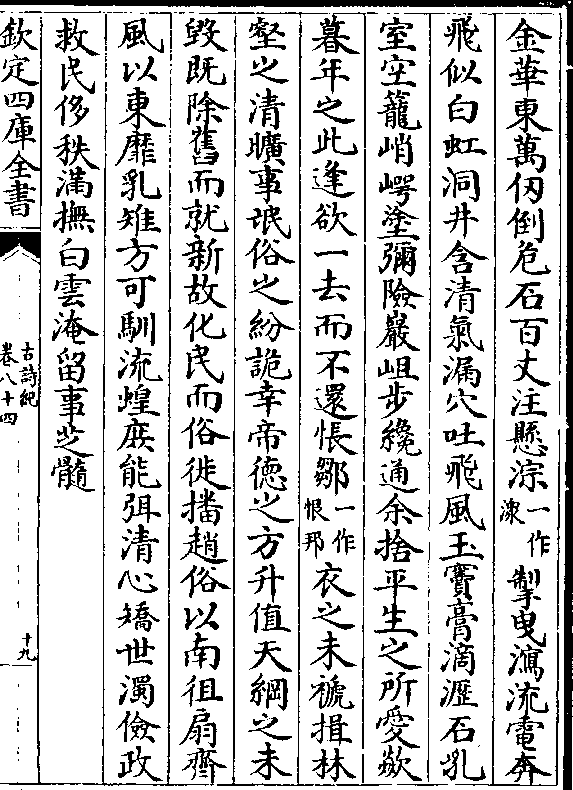 金華東萬仞倒危石百丈注懸淙一作潨掣曳瀉流電奔
飛似白虹洞井含清氣漏穴吐飛風玉竇膏滴瀝石乳
室空籠峭崿塗彌險巖岨步纔通余捨平生之所愛歘
暮年之此逢欲一去而不還悵鄒一作恨邦衣之未褫揖林
壑之清曠事氓俗之紛詭幸帝德之方升值天綱之未
毀既除舊而就新故化民而俗徙播趙俗以南徂扇齊
風以東靡乳雉方可馴流蝗庶能弭清心矯世濁儉政
救民侈秩滿撫白雲淹留事芝髓
欽定四庫全書
古詩紀
卷八十四
十九